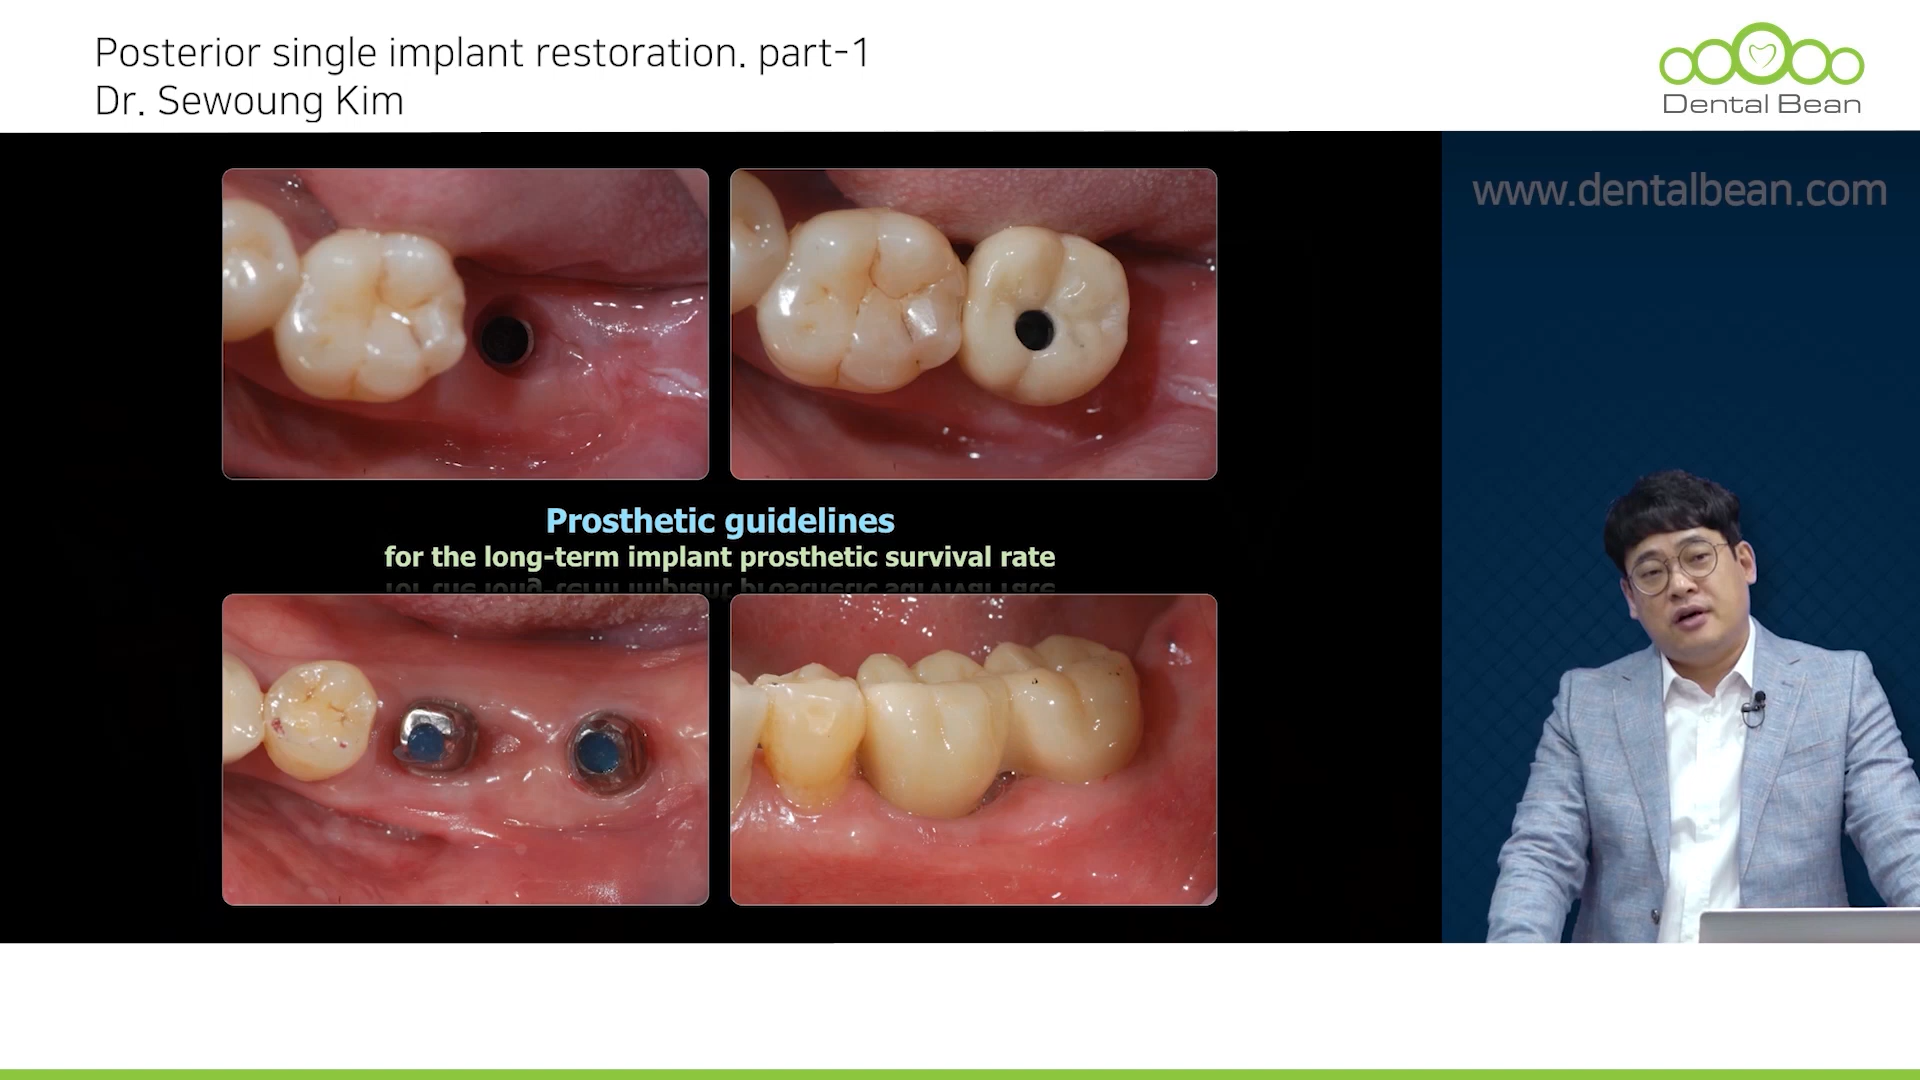 Posterior single implant restoration. part-1
Dr. Sewoung Kim
Dental Bean
www.dentalbean.com
Prosthetic guidelines
for the long-term implant prosthetic survival rate